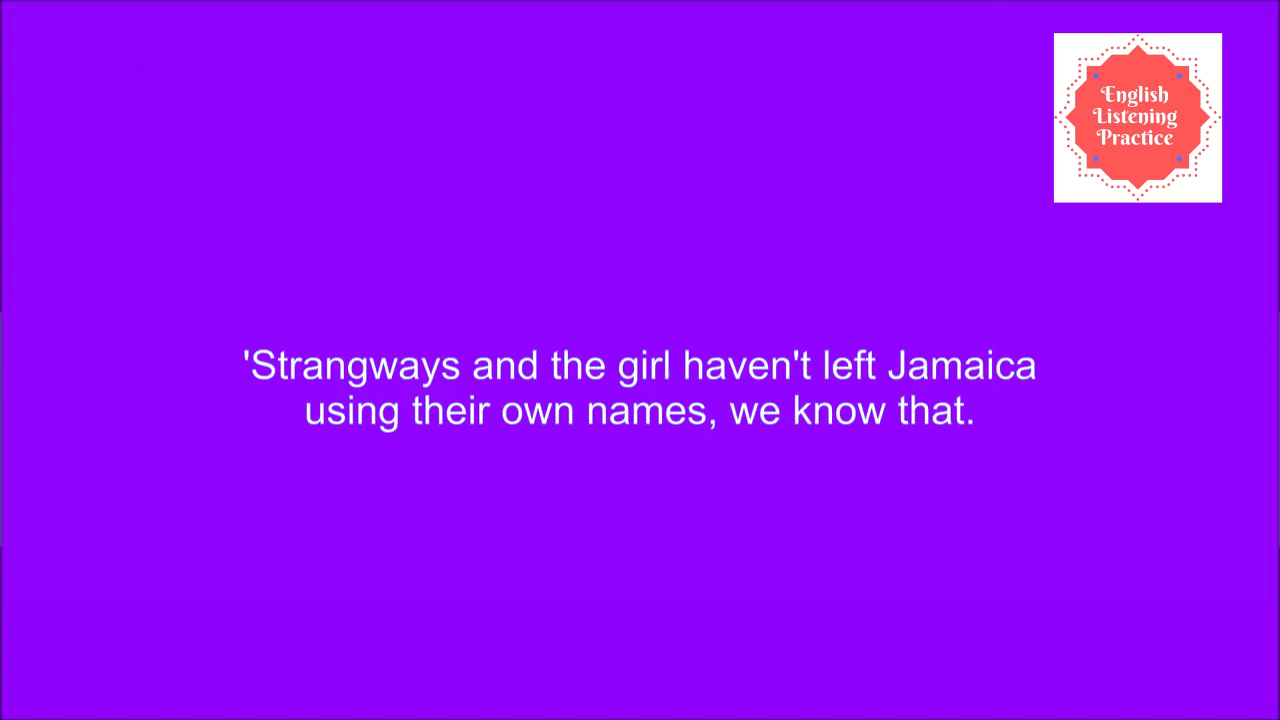 English
Listening
Practice
'Strangways and the girl haven't left Jamaica
using their own names, we know that.